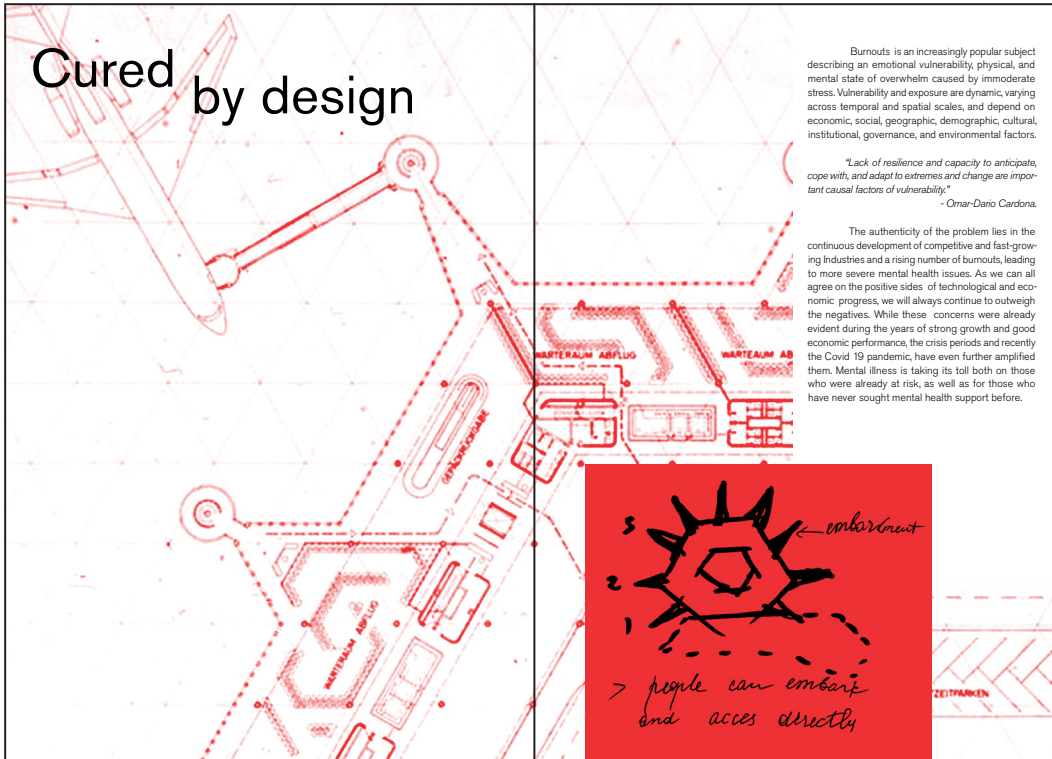 Cured
by design
Burnouts is an increasingly popular subject
describing an emotional vulnerability, physical, and
mental state of overwhelm caused by immoderate
stress. Vulnerability and exposure are dynamic, varying
across temporal and spatial scales, and depend on
economic, social, geographic, demographic, cultural,
institutional, governance, and environmental factors.
“Lack of resilience and capacity to anticipate,
cope with, and adapt to extremes and change are impor-
tant causal factors of vulnerability.”
- Omar-Dario Cardona.
The authenticity of the problem lies in the
continuous development of competitive and fast-grow-
ing Industries and a rising number of burnouts, leading
to more severe mental health issues. As we can all
agree on the positive sides of technological and eco-
nomic progress, we will always continue to outweigh
the negatives. While these concerns were already
evident during the years of strong growth and good
economic performance, the crisis periods and recently
the Covid 19 pandemic, have even further amplified
them. Mental illness is taking its toll both on those
who were already at risk, as well as for those who
have never sought mental health support before.
WARTERAUM ABFLUG
WARTEAUM AB
GEPÄCKRÜCKGABE
WARTERAUM ABFLUG
ZEITPARKEN
3
2
1
← embarkment
> people can embark
and acces directly